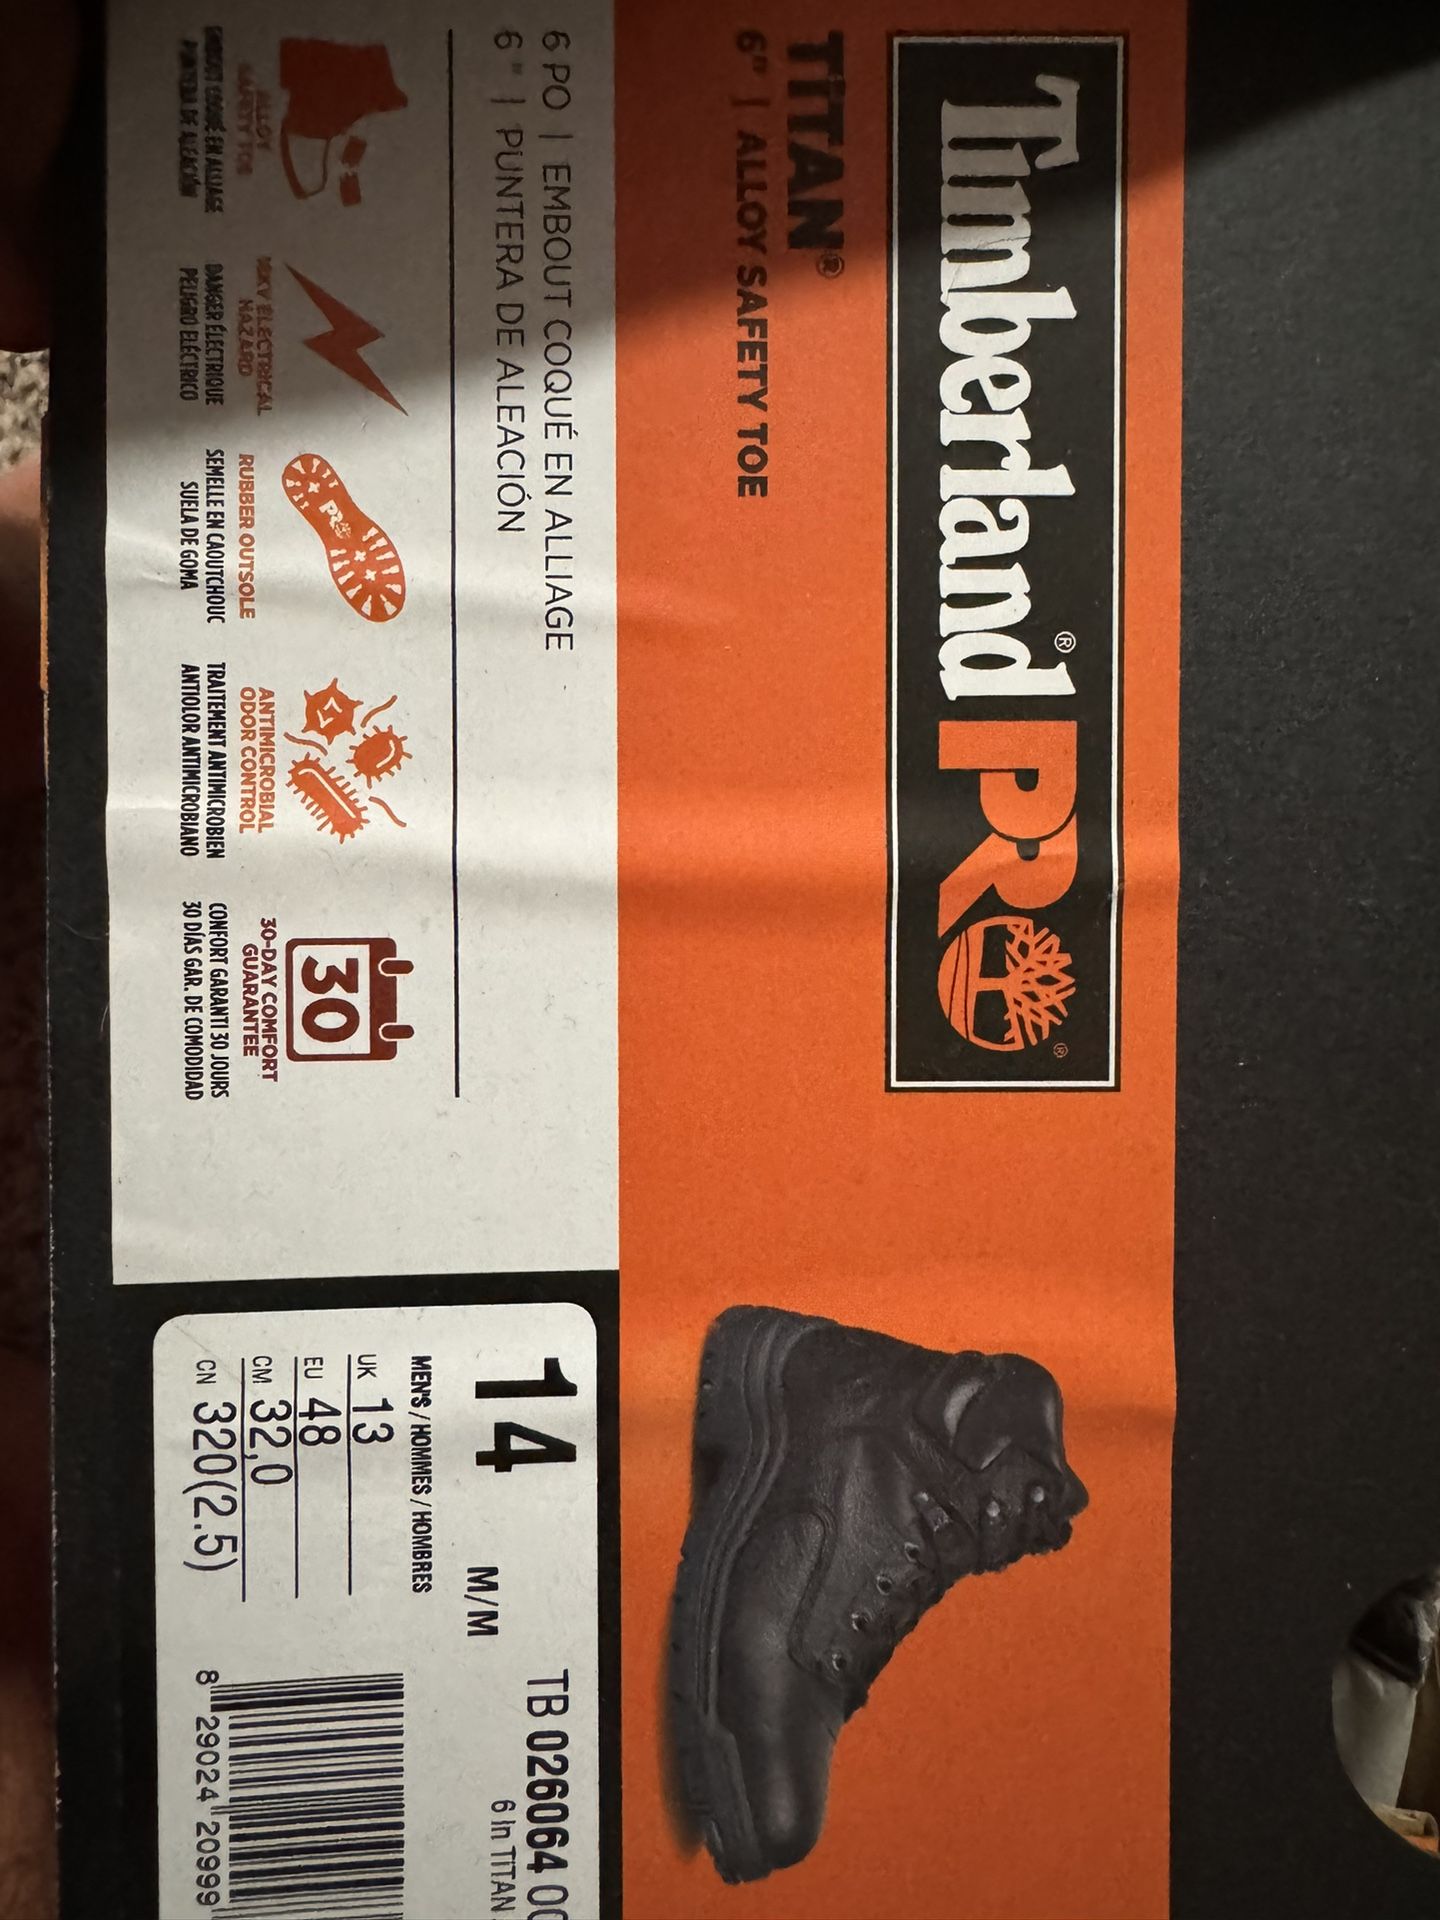 Timberland® PRO®
TiTAN®
6" | ALLOY SAFETY TOE
6 PO | EMBOUT COQUÉ EN ALLIAGE
6 " | PUNTERA DE ALEACIÓN
ALLOY
SAFETY TOE
EMBOUT COQUÉ EN ALLIAGE
PUNTERA DE ALEACIÓN
ELECTRICAL
HAZARD
DANGER ÉLECTRIQUE
PELIGRO ELÉCTRICO
PRO
RUBBER OUTSOLE
SEMELLE EN CAOUTCHOUC
SUELA DE GOMA
ANTIMICROBIAL
ODOR CONTROL
TRAITEMENT ANTIMICROBIEN
ANTIOLOR ANTIMICROBIANO
30
30-DAY COMFORT
GUARANTEE
CONFORT GARANTI 30 JOURS
30 DÍAS GAR. DE COMODIDAD
14
M/M
MEN'S / HOMMES / HOMBRES
UK 13
EU 48
CM 32,0
CN 320(2.5)
TB 026064 00
6 In TiTAN
8 29024 20999